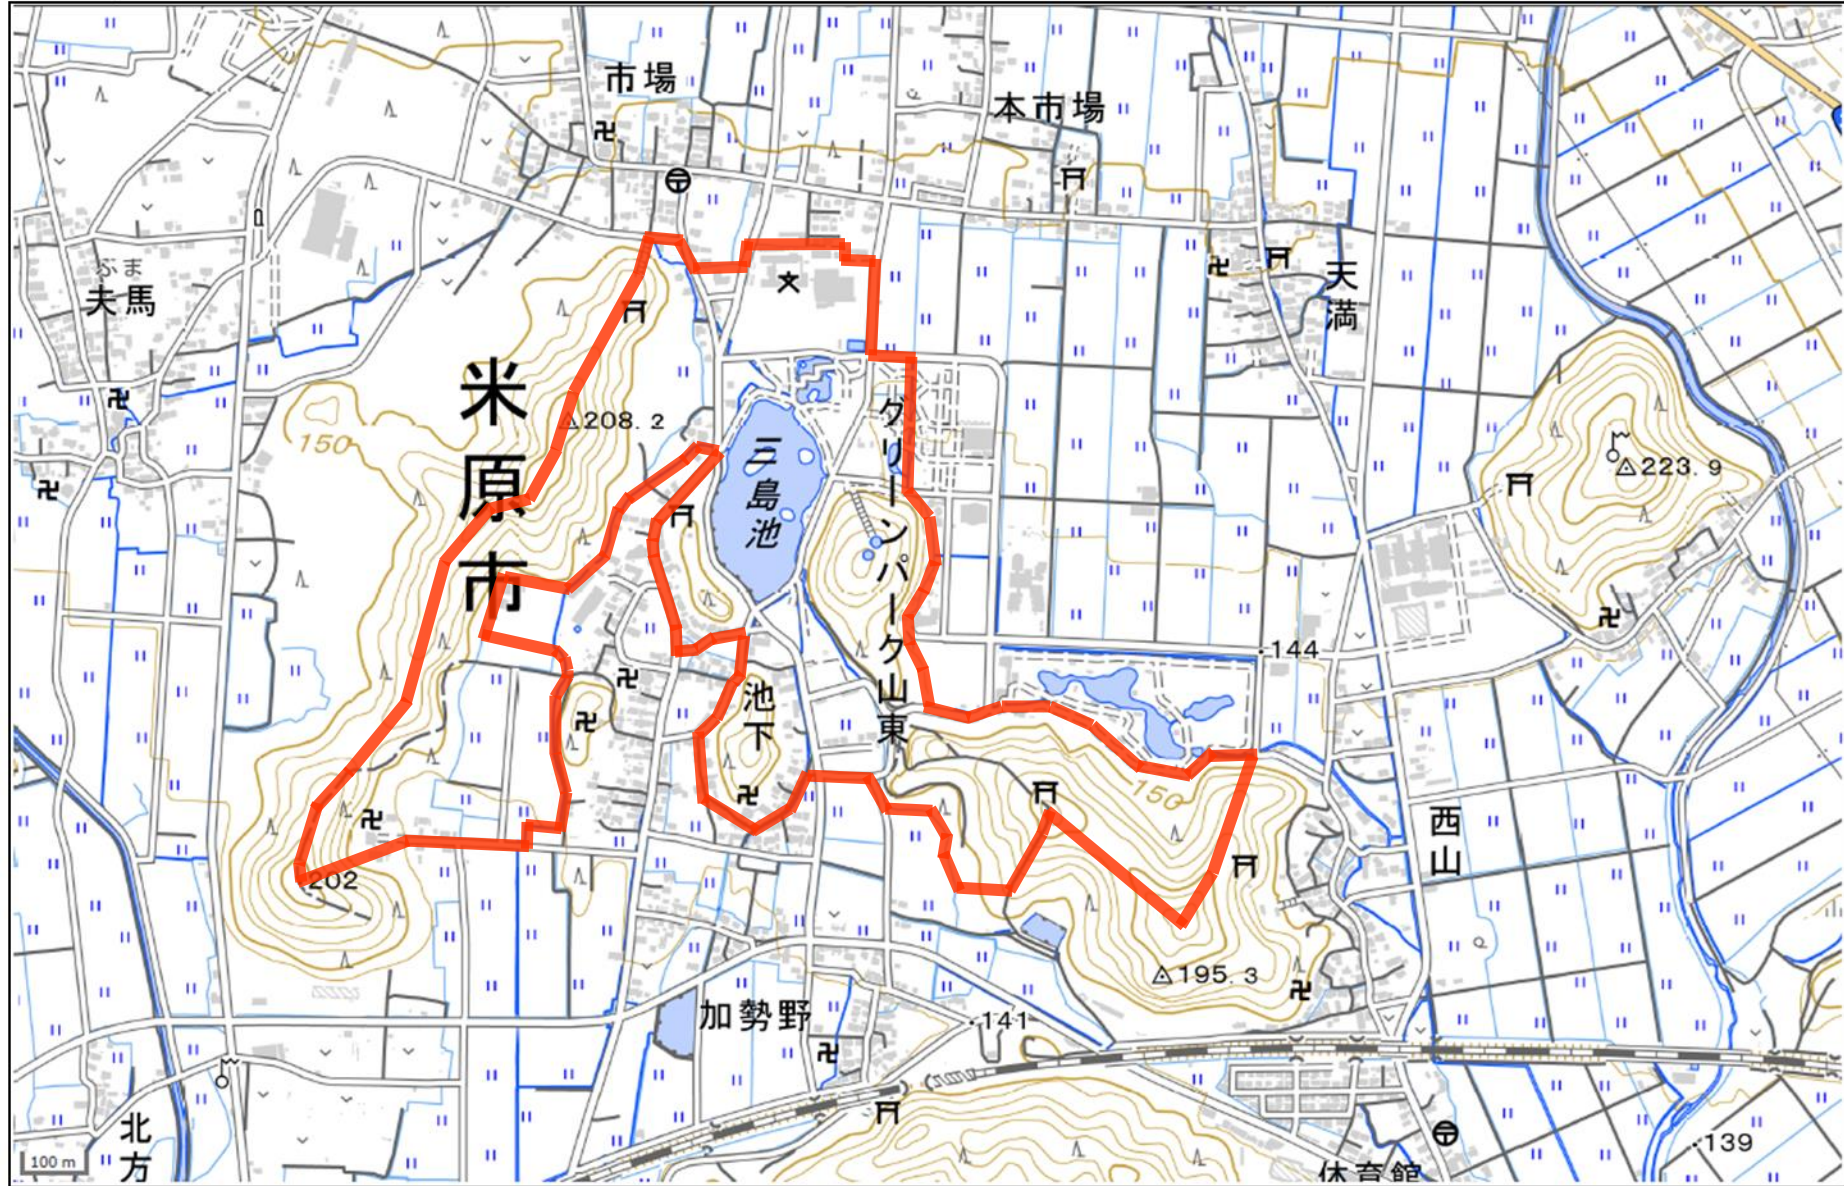 市場
本市場
ぶま
夫馬
天満
米原市
208.2
150
三島池
グリーンパーク山東
223.9
144
池下
150
西山
202
195.3
加勢野
141
北方
139
体育館
100 m